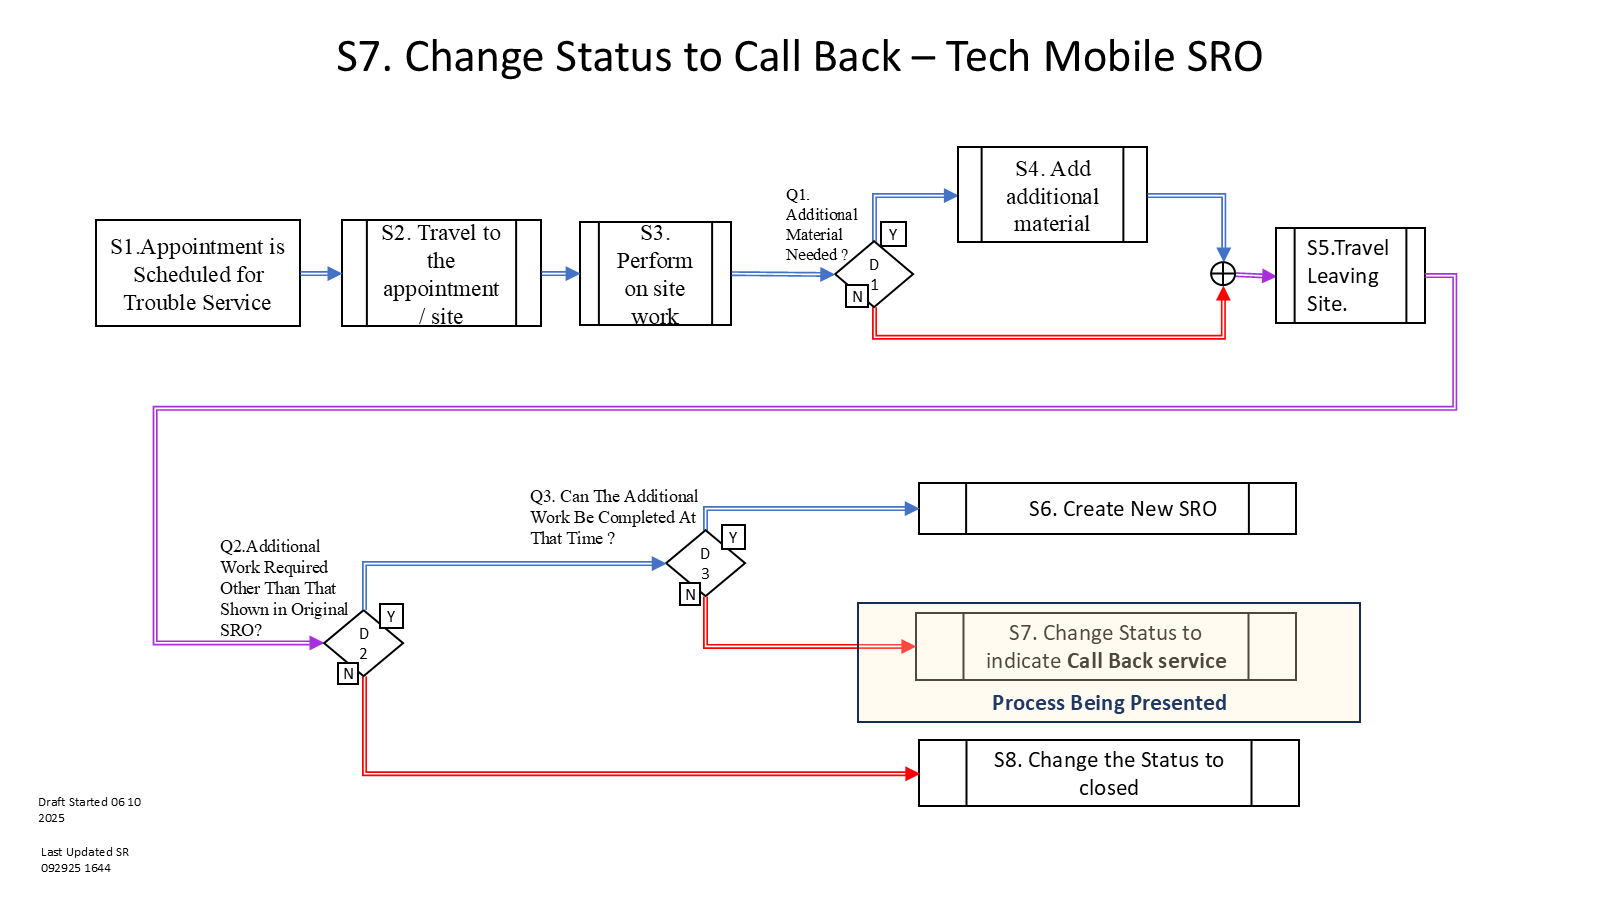 S7. Change Status to Call Back – Tech Mobile SRO
S1.Appointment is
Scheduled for
Trouble Service
S2. Travel to
the
appointment
/ site
S3.
Perform
on site
work
Q1.
Additional
Material
Needed ?
Y
D
1
N
S4. Add
additional
material
S5.Travel
Leaving
Site.
Q2.Additional
Work Required
Other Than That
Shown in Original
SRO?
Y
D
2
N
Q3. Can The Additional
Work Be Completed At
That Time ?
Y
D
3
N
S6. Create New SRO
S7. Change Status to
indicate Call Back service
Process Being Presented
S8. Change the Status to
closed
Draft Started 06 10
2025
Last Updated SR
092925 1644